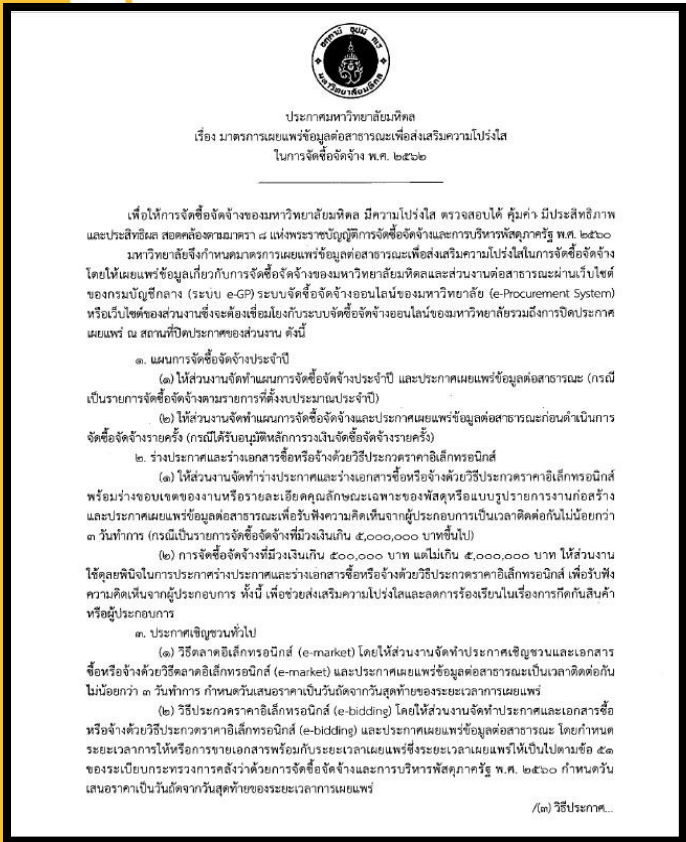 อตฺตานํ อุปมํ กเร
มหาวิทยาลัยมหิดล
ประกาศมหาวิทยาลัยมหิดล
เรื่อง มาตรการเผยแพร่ข้อมูลต่อสาธารณะเพื่อส่งเสริมความโปร่งใส
ในการจัดซื้อจัดจ้าง พ.ศ. ๒๕๖๒
เพื่อให้การจัดซื้อจัดจ้างของมหาวิทยาลัยมหิดล มีความโปร่งใส ตรวจสอบได้ คุ้มค่า มีประสิทธิภาพ
และประสิทธิผล สอดคล้องตามมาตรา ๘ แห่งพระราชบัญญัติการจัดซื้อจัดจ้างและการบริหารพัสดุภาครัฐ พ.ศ. ๒๕๖๐
มหาวิทยาลัยจึงกำหนดมาตรการเผยแพร่ข้อมูลต่อสาธารณะเพื่อส่งเสริมความโปร่งใสในการจัดซื้อจัดจ้าง
โดยให้เผยแพร่ข้อมูลเกี่ยวกับการจัดซื้อจัดจ้างของมหาวิทยาลัยมหิดลและส่วนงานต่อสาธารณะผ่านเว็บไซต์
ของกรมบัญชีกลาง (ระบบ e-GP) ระบบจัดซื้อจัดจ้างออนไลน์ของมหาวิทยาลัย (e-Procurement System)
หรือเว็บไซต์ของส่วนงานซึ่งจะต้องเชื่อมโยงกับระบบจัดซื้อจัดจ้างออนไลน์ของมหาวิทยาลัยรวมถึงการปิดประกาศ
เผยแพร่ ณ สถานที่ปิดประกาศของส่วนงาน ดังนี้
๑. แผนการจัดซื้อจัดจ้างประจำปี
(๑) ให้ส่วนงานจัดทำแผนการจัดซื้อจัดจ้างประจำปี และประกาศเผยแพร่ข้อมูลต่อสาธารณะ (กรณี
เป็นรายการจัดซื้อจัดจ้างตามรายการที่ตั้งงบประมาณประจำปี)
(๒) ให้ส่วนงานจัดทำแผนการจัดซื้อจัดจ้างและประกาศเผยแพร่ข้อมูลต่อสาธารณะก่อนดำเนินการ
จัดซื้อจัดจ้างรายครั้ง (กรณีได้รับอนุมัติหลักการวงเงินจัดซื้อจัดจ้างรายครั้ง)
๒. ร่างประกาศและร่างเอกสารซื้อหรือจ้างด้วยวิธีประกวดราคาอิเล็กทรอนิกส์
(๑) ให้ส่วนงานจัดทำร่างประกาศและร่างเอกสารซื้อหรือจ้างด้วยวิธีประกวดราคาอิเล็กทรอนิกส์
พร้อมร่างขอบเขตของงานหรือรายละเอียดคุณลักษณะเฉพาะของพัสดุหรือแบบรูปรายการงานก่อสร้าง
และประกาศเผยแพร่ข้อมูลต่อสาธารณะเพื่อรับฟังความคิดเห็นจากผู้ประกอบการเป็นเวลาติดต่อกันไม่น้อยกว่า
๓ วันทำการ (กรณีเป็นรายการจัดซื้อจัดจ้างที่มีวงเงินเกิน ๕,๐๐๐,๐๐๐ บาทขึ้นไป)
(๒) การจัดซื้อจัดจ้างที่มีวงเงินเกิน ๕๐๐,๐๐๐ บาท แต่ไม่เกิน ๕,๐๐๐,๐๐๐ บาท ให้ส่วนงาน
ใช้ดุลยพินิจในการประกาศร่างประกาศและร่างเอกสารซื้อหรือจ้างด้วยวิธีประกวดราคาอิเล็กทรอนิกส์ เพื่อรับฟัง
ความคิดเห็นจากผู้ประกอบการ ทั้งนี้ เพื่อช่วยส่งเสริมความโปร่งใสและลดการร้องเรียนในเรื่องการกีดกันสินค้า
หรือผู้ประกอบการ
๓. ประกาศเชิญชวนทั่วไป
(๑) วิธีตลาดอิเล็กทรอนิกส์ (e-market) โดยให้ส่วนงานจัดทำประกาศเชิญชวนและเอกสาร
ซื้อหรือจ้างด้วยวิธีตลาดอิเล็กทรอนิกส์ (e-market) และประกาศเผยแพร่ข้อมูลต่อสาธารณะเป็นเวลาติดต่อกัน
ไม่น้อยกว่า ๓ วันทำการ กำหนดวันเสนอราคาเป็นวันถัดจากวันสุดท้ายของระยะเวลาการเผยแพร่
(๒) วิธีประกวดราคาอิเล็กทรอนิกส์ (e-bidding) โดยให้ส่วนงานจัดทำประกาศและเอกสารซื้อ
หรือจ้างด้วยวิธีประกวดราคาอิเล็กทรอนิกส์ (e-bidding) และประกาศเผยแพร่ข้อมูลต่อสาธารณะ โดยกำหนด
ระยะเวลาการให้หรือการขายเอกสารพร้อมกับระยะเวลาเผยแพร่ซึ่งระยะเวลาเผยแพร่ให้เป็นไปตามข้อ ๕๑
ของระเบียบกระทรวงการคลังว่าด้วยการจัดซื้อจัดจ้างและการบริหารพัสดุภาครัฐ พ.ศ. ๒๕๖๐ กำหนดวัน
เสนอราคาเป็นวันถัดจากวันสุดท้ายของระยะเวลาการเผยแพร่
/(๓) วิธีประกาศ...